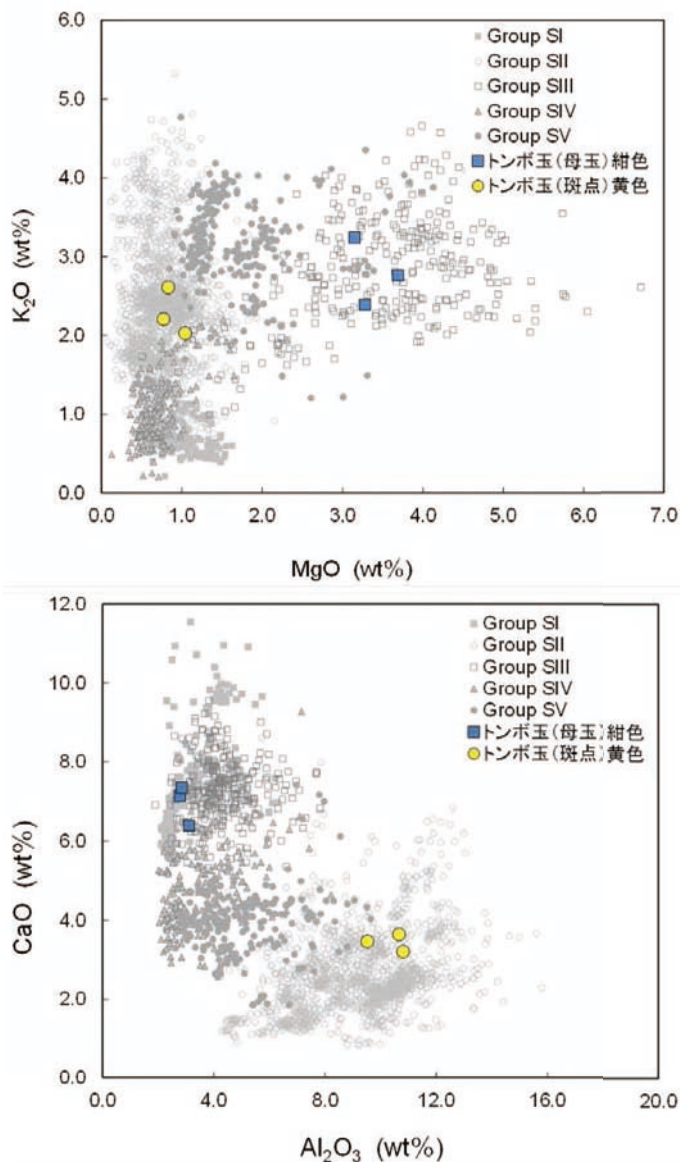 6.0
5.0
4.0
3.0
2.0
1.0
0.0
K₂O (wt%)
Group SI
Group SII
Group SIII
Group SIV
Group SV
トンボ玉(母玉)紺色
トンボ玉(斑点)黄色
0.0 1.0 2.0 3.0 4.0 5.0 6.0 7.0
MgO (wt%)
12.0
10.0
8.0
6.0
4.0
2.0
0.0
CaO (wt%)
Group SI
Group SII
Group SIII
Group SIV
Group SV
トンボ玉(母玉)紺色
トンボ玉(斑点)黄色
0.0 4.0 8.0 12.0 16.0 20.0
Al₂O₃ (wt%)